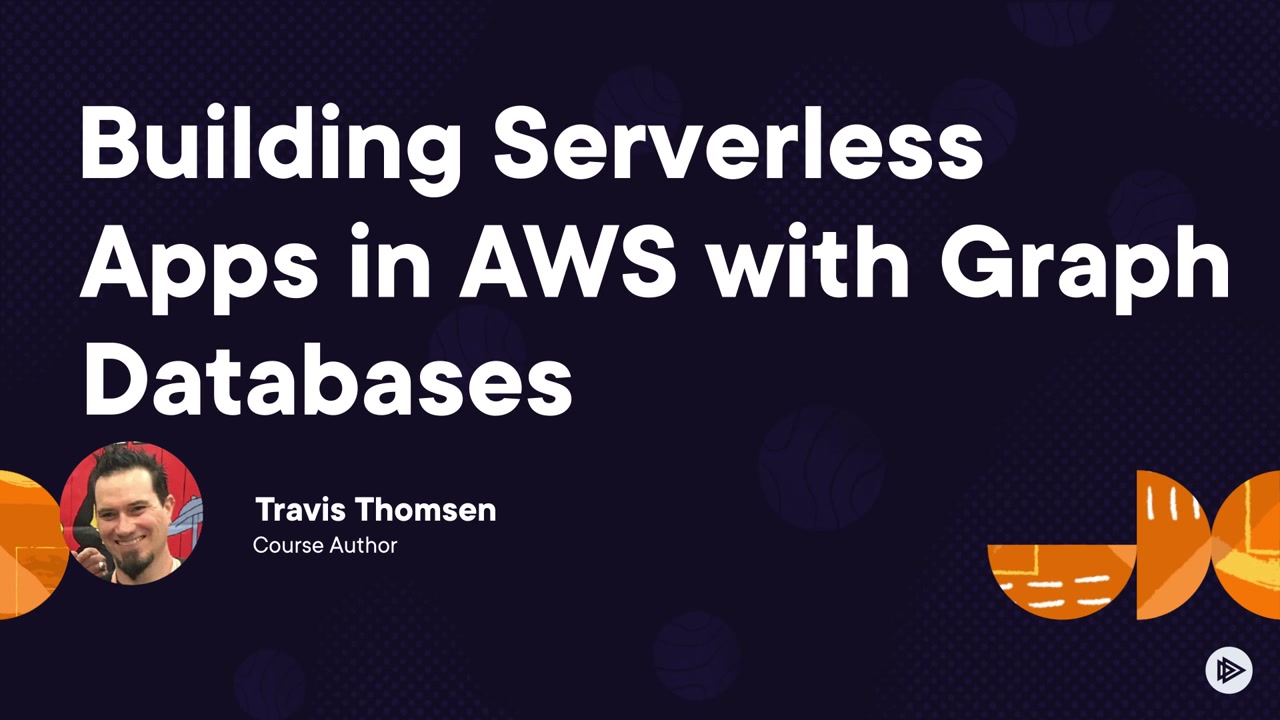 Building Serverless
Apps in AWS with Graph
Databases
Travis Thomsen
Course Author